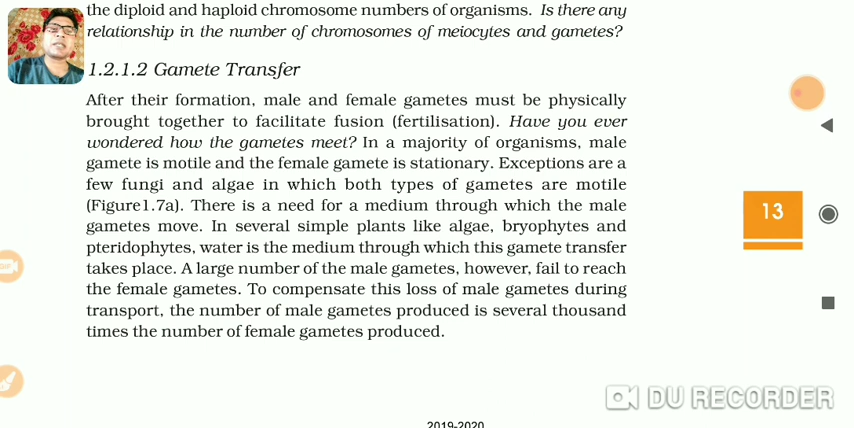 the diploid and haploid chromosome numbers of organisms. Is there any
relationship in the number of chromosomes of meiocytes and gametes?
1.2.1.2 Gamete Transfer
After their formation, male and female gametes must be physically
brought together to facilitate fusion (fertilisation). Have you ever
wondered how the gametes meet? In a majority of organisms, male
gamete is motile and the female gamete is stationary. Exceptions are a
few fungi and algae in which both types of gametes are motile
(Figure1.7a). There is a need for a medium through which the male
gametes move. In several simple plants like algae, bryophytes and
pteridophytes, water is the medium through which this gamete transfer
takes place. A large number of the male gametes, however, fail to reach
the female gametes. To compensate this loss of male gametes during
transport, the number of male gametes produced is several thousand
times the number of female gametes produced.
13
GIF
DU RECORDER
2019-2020